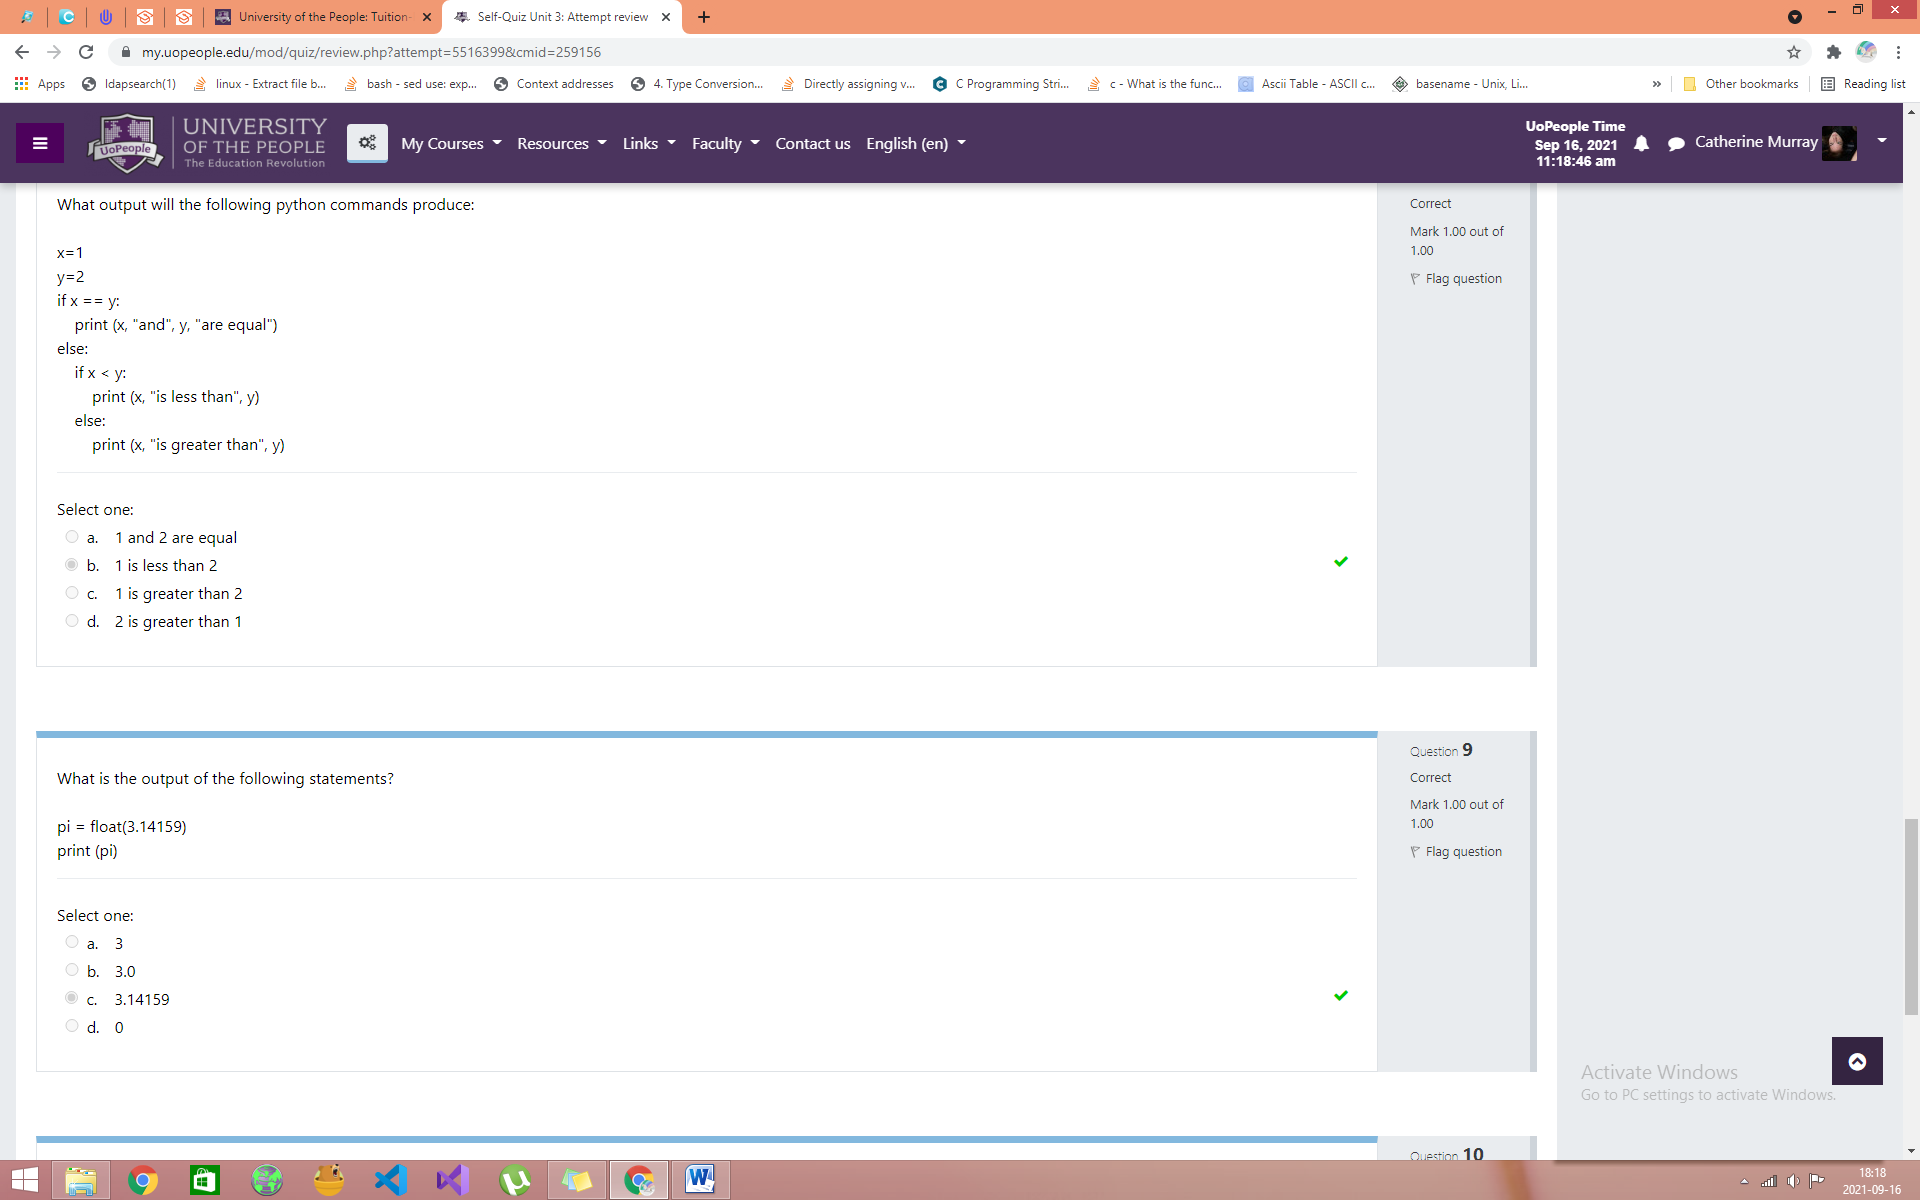 University of the People: Tuition-
Self-Quiz Unit 3: Attempt review
my.uopeople.edu/mod/quiz/review.php?attempt=5516399&cmid=259156
Apps
ldapsearch(1)
linux - Extract file b...
bash - sed use: exp...
Context addresses
4. Type Conversion...
Directly assigning v...
C Programming Stri...
c - What is the func...
Ascii Table - ASCII c...
basename - Unix, Li...
»
Other bookmarks
Reading list
UoPeople
UNIVERSITY
OF THE PEOPLE
The Education Revolution
My Courses
Resources
Links
Faculty
Contact us
English (en)
UoPeople Time
Sep 16, 2021
11:18:46 am
Catherine Murray
What output will the following python commands produce:
x=1
y=2
if x == y:
print (x, "and", y, "are equal")
else:
if x < y:
print (x, "is less than", y)
else:
print (x, "is greater than", y)
Select one:
a. 1 and 2 are equal
b. 1 is less than 2
c. 1 is greater than 2
d. 2 is greater than 1
Correct
Mark 1.00 out of
1.00
Flag question
What is the output of the following statements?
pi = float(3.14159)
print (pi)
Select one:
a. 3
b. 3.0
c. 3.14159
d. 0
Question 9
Correct
Mark 1.00 out of
1.00
Flag question
Activate Windows
Go to PC settings to activate Windows.
Question 10
18:18
2021-09-16